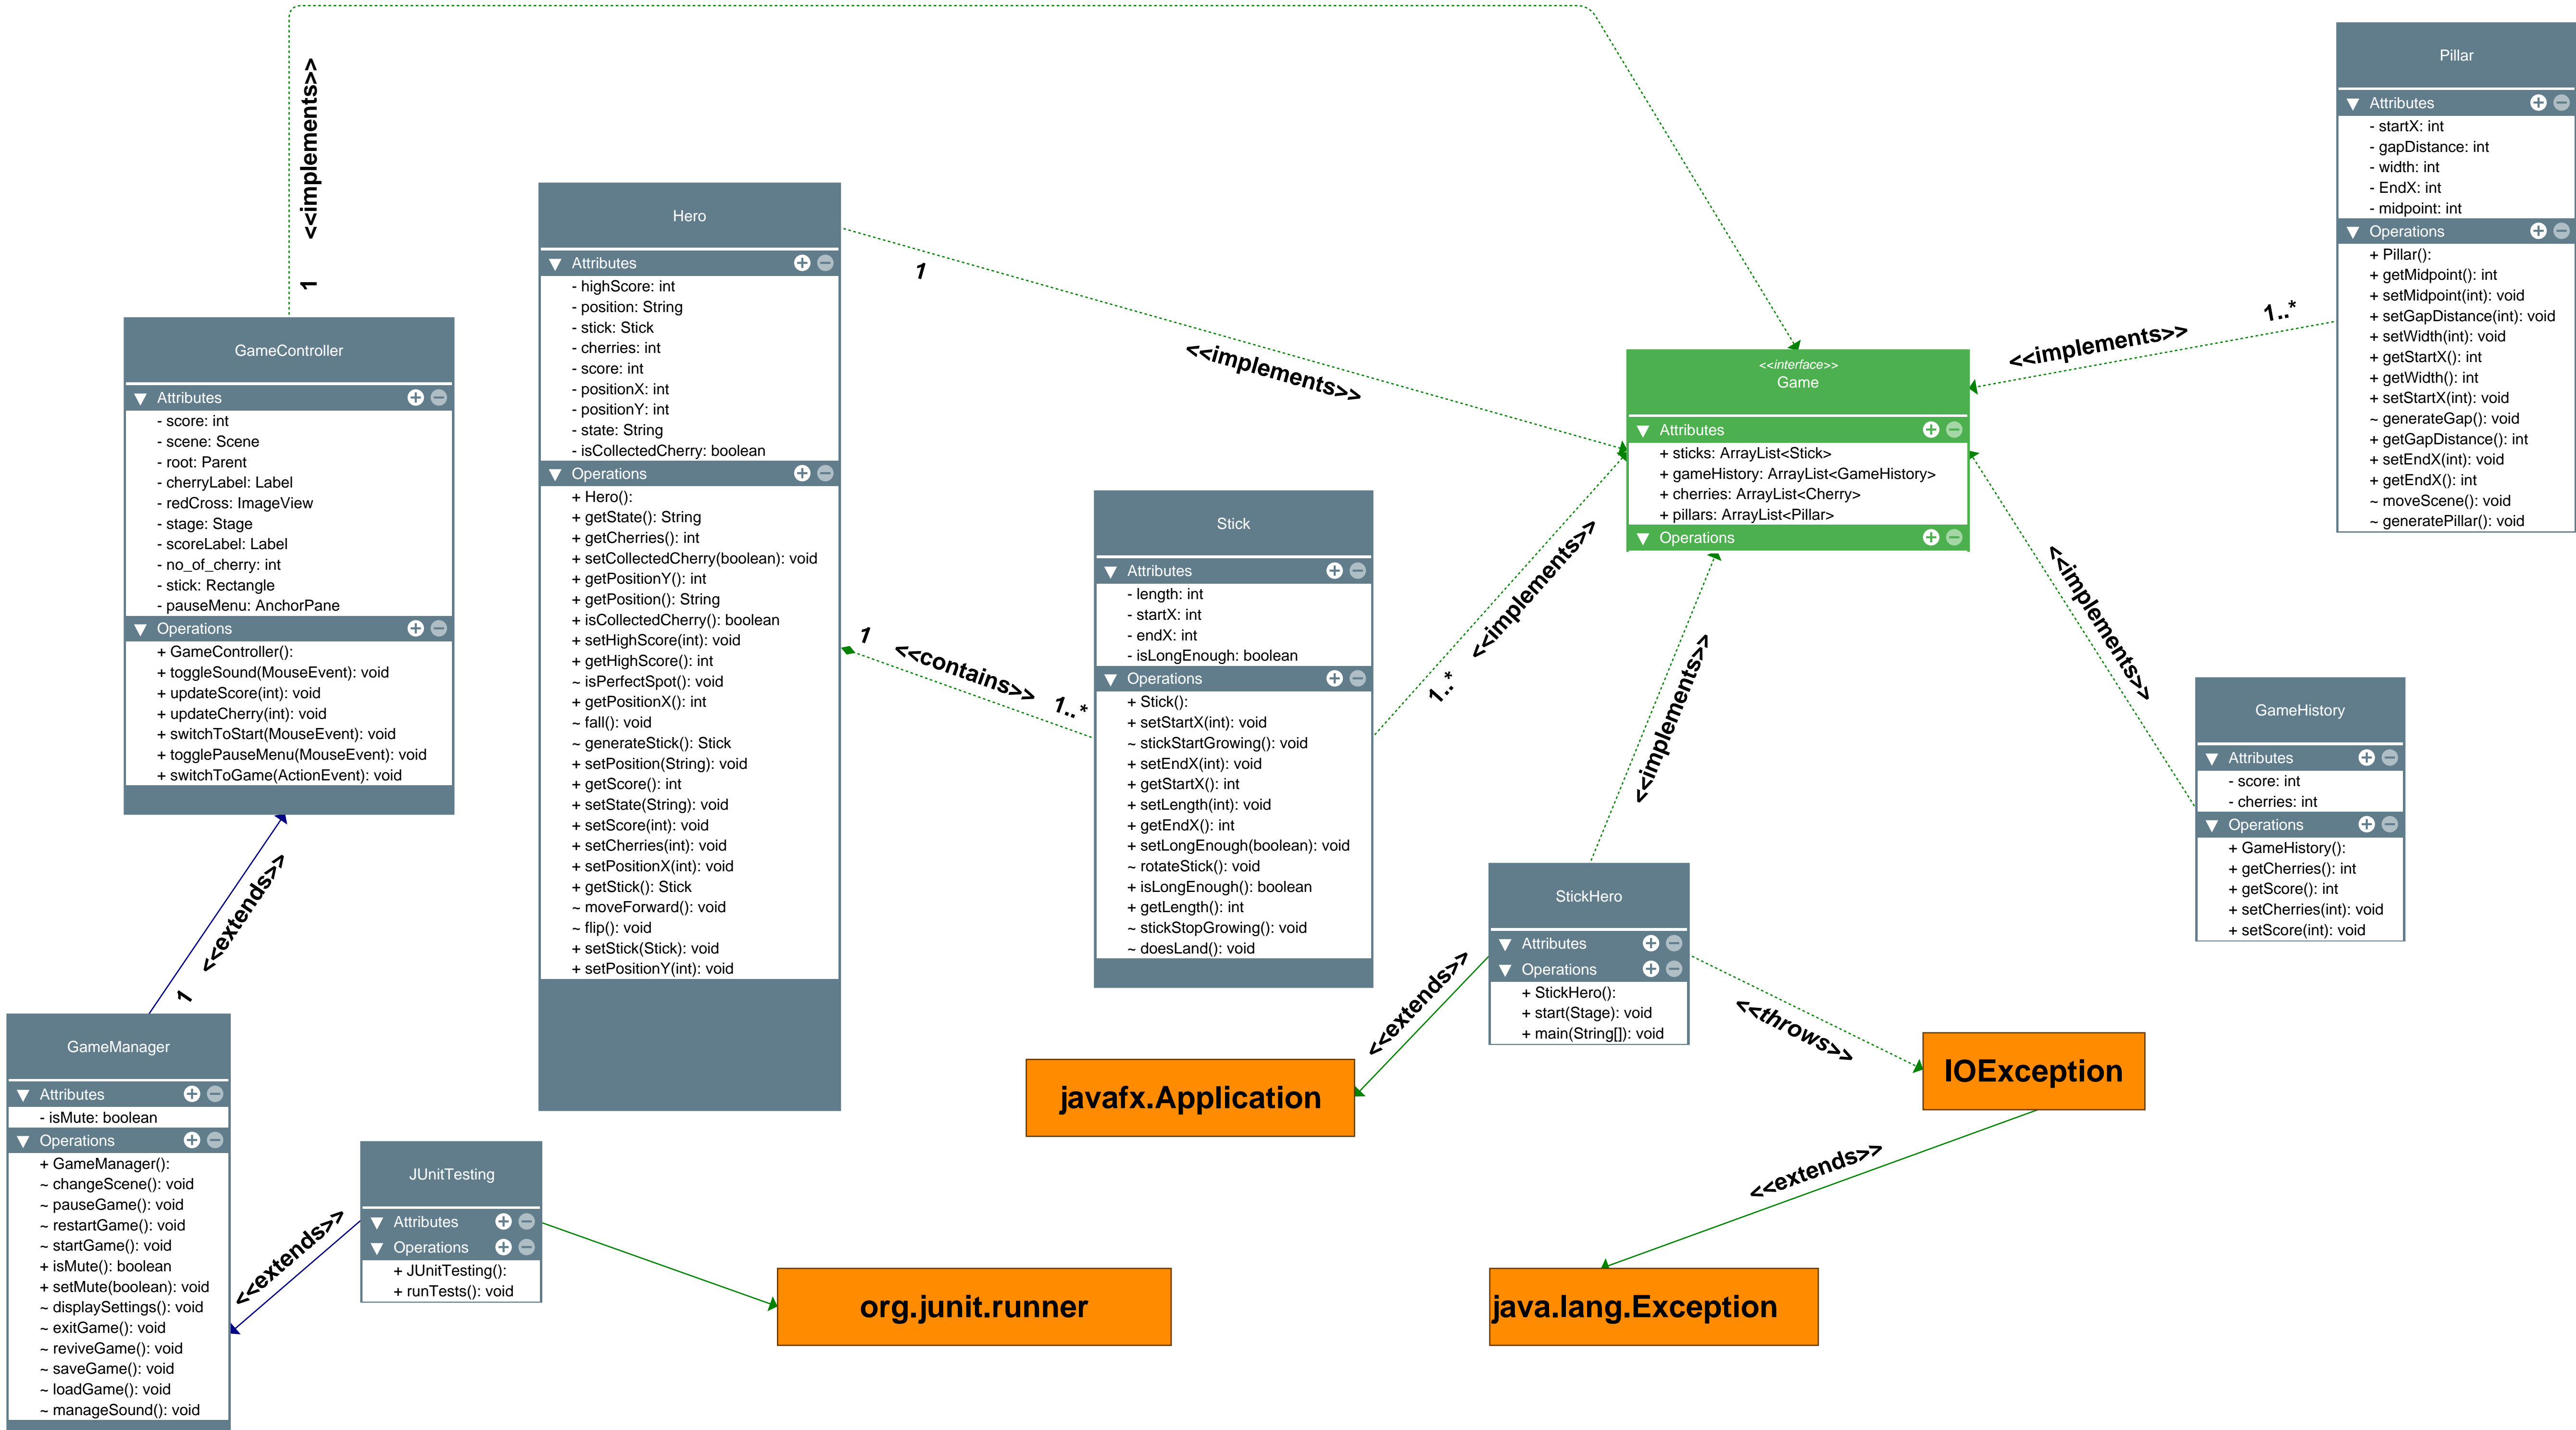 <<implements>>
1
GameController
Attributes
- score: int
- scene: Scene
- root: Parent
- cherryLabel: Label
- redCross: ImageView
- stage: Stage
- scoreLabel: Label
- no_of_cherry: int
- stick: Rectangle
- pauseMenu: AnchorPane
Operations
+ GameController():
+ toggleSound(MouseEvent): void
+ updateScore(int): void
+ updateCherry(int): void
+ switchToStart(MouseEvent): void
+ togglePauseMenu(MouseEvent): void
+ switchToGame(ActionEvent): void
<<extends>>
1
GameManager
Attributes
- isMute: boolean
Operations
+ GameManager():
~ changeScene(): void
~ pauseGame(): void
~ restartGame(): void
~ startGame(): void
+ isMute(): boolean
+ setMute(boolean): void
~ displaySettings(): void
~ exitGame(): void
~ reviveGame(): void
~ saveGame(): void
~ loadGame(): void
~ manageSound(): void
<<extends>>
JUnitTesting
Attributes
Operations
+ JUnitTesting():
+ runTests(): void
org.junit.runner
Hero
Attributes
- highScore: int
- position: String
- stick: Stick
- cherries: int
- score: int
- positionX: int
- positionY: int
- state: String
- isCollectedCherry: boolean
Operations
+ Hero():
+ getState(): String
+ getCherries(): int
+ setCollectedCherry(boolean): void
+ getPositionY(): int
+ getPosition(): String
+ isCollectedCherry(): boolean
+ setHighScore(int): void
+ getHighScore(): int
~ isPerfectSpot(): void
+ getPositionX(): int
~ fall(): void
~ generateStick(): Stick
+ setPosition(String): void
+ getScore(): int
+ setState(String): void
+ setScore(int): void
+ setCherries(int): void
+ setPositionX(int): void
+ getStick(): Stick
~ moveForward(): void
~ flip(): void
+ setStick(Stick): void
+ setPositionY(int): void
1
<<implements>>
1
<<contains>>
1..*
Stick
Attributes
- length: int
- startX: int
- endX: int
- isLongEnough: boolean
Operations
+ Stick():
+ setStartX(int): void
~ stickStartGrowing(): void
+ setEndX(int): void
+ getStartX(): int
+ setLength(int): void
+ getEndX(): int
+ setLongEnough(boolean): void
~ rotateStick(): void
+ isLongEnough(): boolean
+ getLength(): int
~ stickStopGrowing(): void
~ doesLand(): void
1..*
<<implements>>
<<interface>>
Game
Attributes
+ sticks: ArrayList<Stick>
+ gameHistory: ArrayList<GameHistory>
+ cherries: ArrayList<Cherry>
+ pillars: ArrayList<Pillar>
Operations
<<implements>>
StickHero
Attributes
Operations
+ StickHero():
+ start(Stage): void
+ main(String[]): void
<<extends>>
javafx.Application
<<throws>>
IOException
<<extends>>
java.lang.Exception
<<implements>>
1..*
Pillar
Attributes
- startX: int
- gapDistance: int
- width: int
- EndX: int
- midpoint: int
Operations
+ Pillar():
+ getMidpoint(): int
+ setMidpoint(int): void
+ setGapDistance(int): void
+ setWidth(int): void
+ getStartX(): int
+ getWidth(): int
+ setStartX(int): void
~ generateGap(): void
+ getGapDistance(): int
+ setEndX(int): void
+ getEndX(): int
~ moveScene(): void
~ generatePillar(): void
<<implements>>
GameHistory
Attributes
- score: int
- cherries: int
Operations
+ GameHistory():
+ getCherries(): int
+ getScore(): int
+ setCherries(int): void
+ setScore(int): void